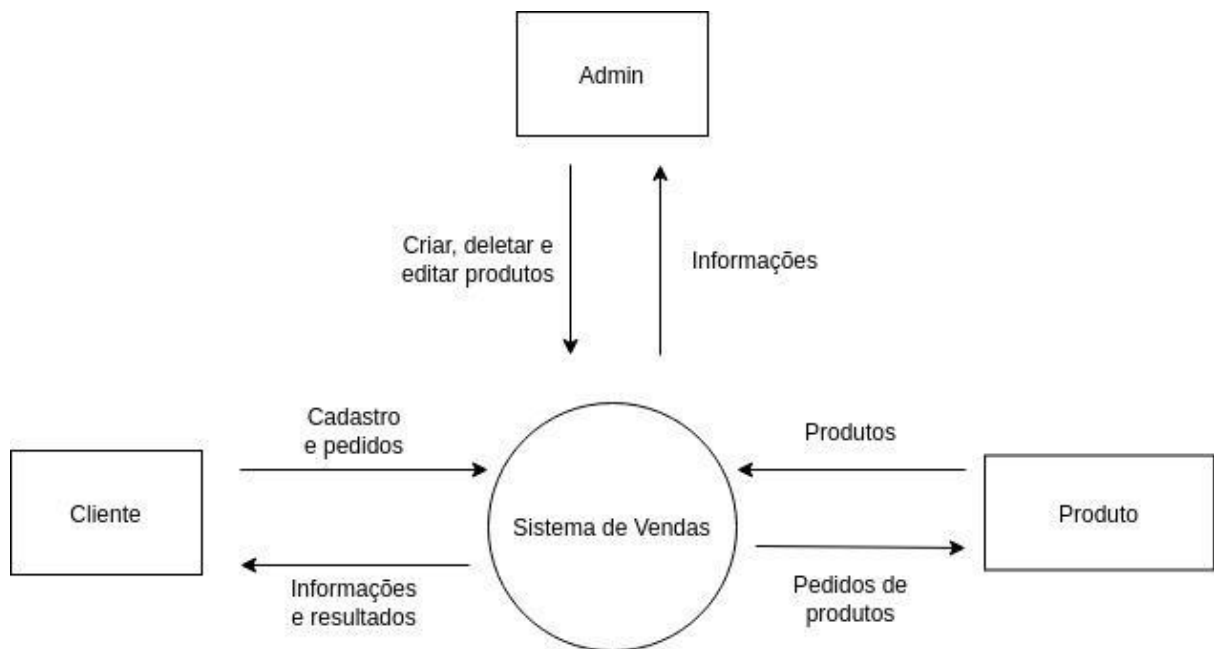 Admin
Criar, deletar e
editar produtos
Informações
Cadastro
e pedidos
Produtos
Cliente
Sistema de Vendas
Produto
Informações
e resultados
Pedidos de
produtos